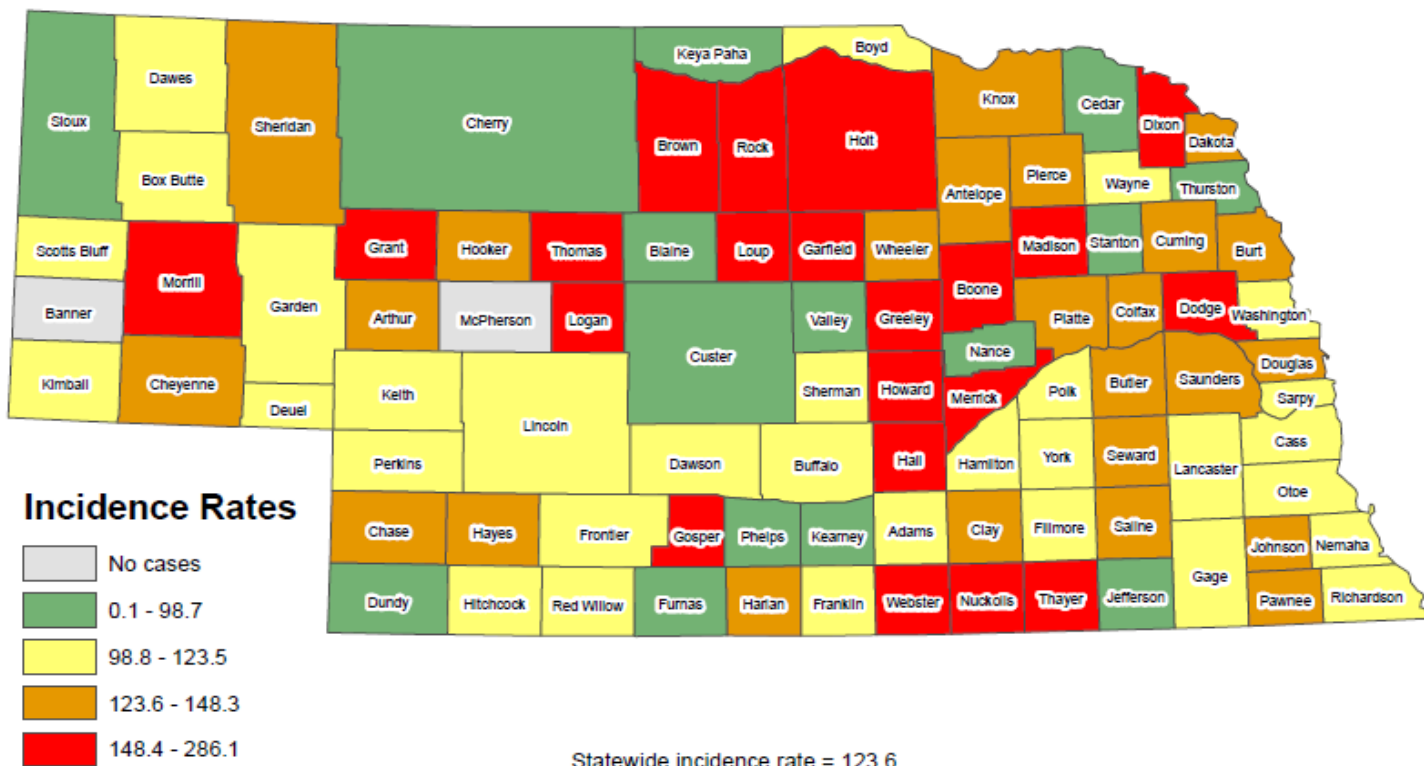 Keya Paha
Boyd
Dawes
Sioux
Sheridan
Cherry
Knox
Cedar
Dixon
Brown
Rock
Holt
Dakota
Box Butte
Antelope
Pierce
Wayne
Thurston
Scotts Bluff
Grant
Hooker
Thomas
Blaine
Loup
Garfield
Wheeler
Madison
Stanton
Cuming
Burt
Morrill
Banner
Garden
Arthur
McPherson
Logan
Valley
Greeley
Boone
Platte
Colfax
Dodge
Washington
Custer
Nance
Kimball
Cheyenne
Deuel
Keith
Lincoln
Sherman
Howard
Merrick
Polk
Butler
Saunders
Douglas
Sarpy
Perkins
Dawson
Buffalo
Hall
Hamilton
York
Seward
Lancaster
Cass
Otoe
Chase
Hayes
Frontier
Gosper
Phelps
Kearney
Adams
Clay
Fillmore
Saline
Gage
Johnson
Nemaha
Dundy
Hitchcock
Red Willow
Furnas
Harlan
Franklin
Webster
Nuckolls
Thayer
Jefferson
Pawnee
Richardson
Incidence Rates
No cases
0.1 - 98.7
98.8 - 123.5
123.6 - 148.3
148.4 - 286.1
Statewide incidence rate = 123.6